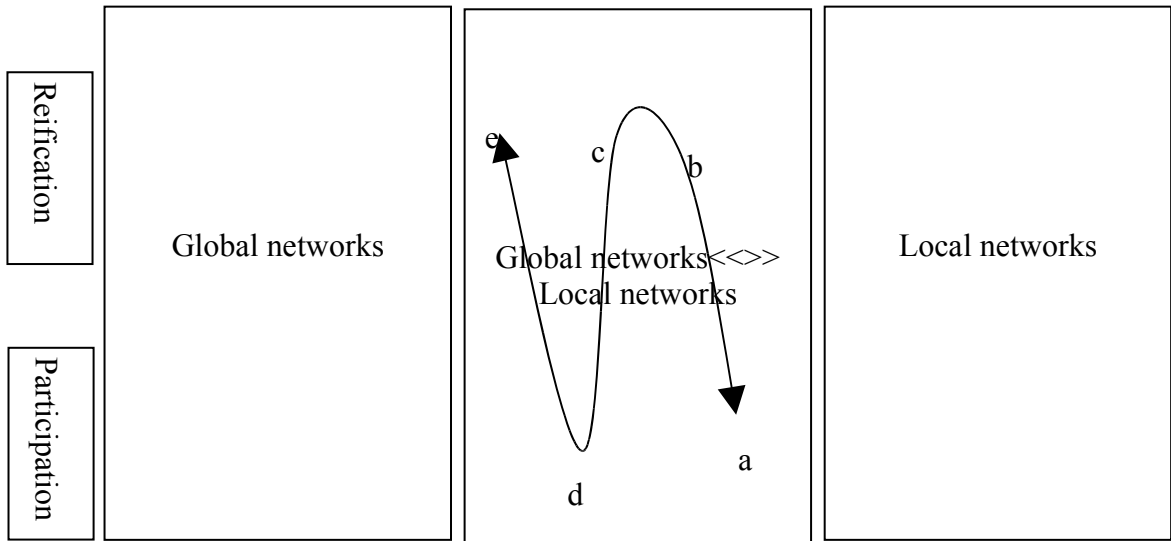 Reification
Participation
Global networks
e
c
b
Global networks<<>>
Local networks
a
d
Local networks